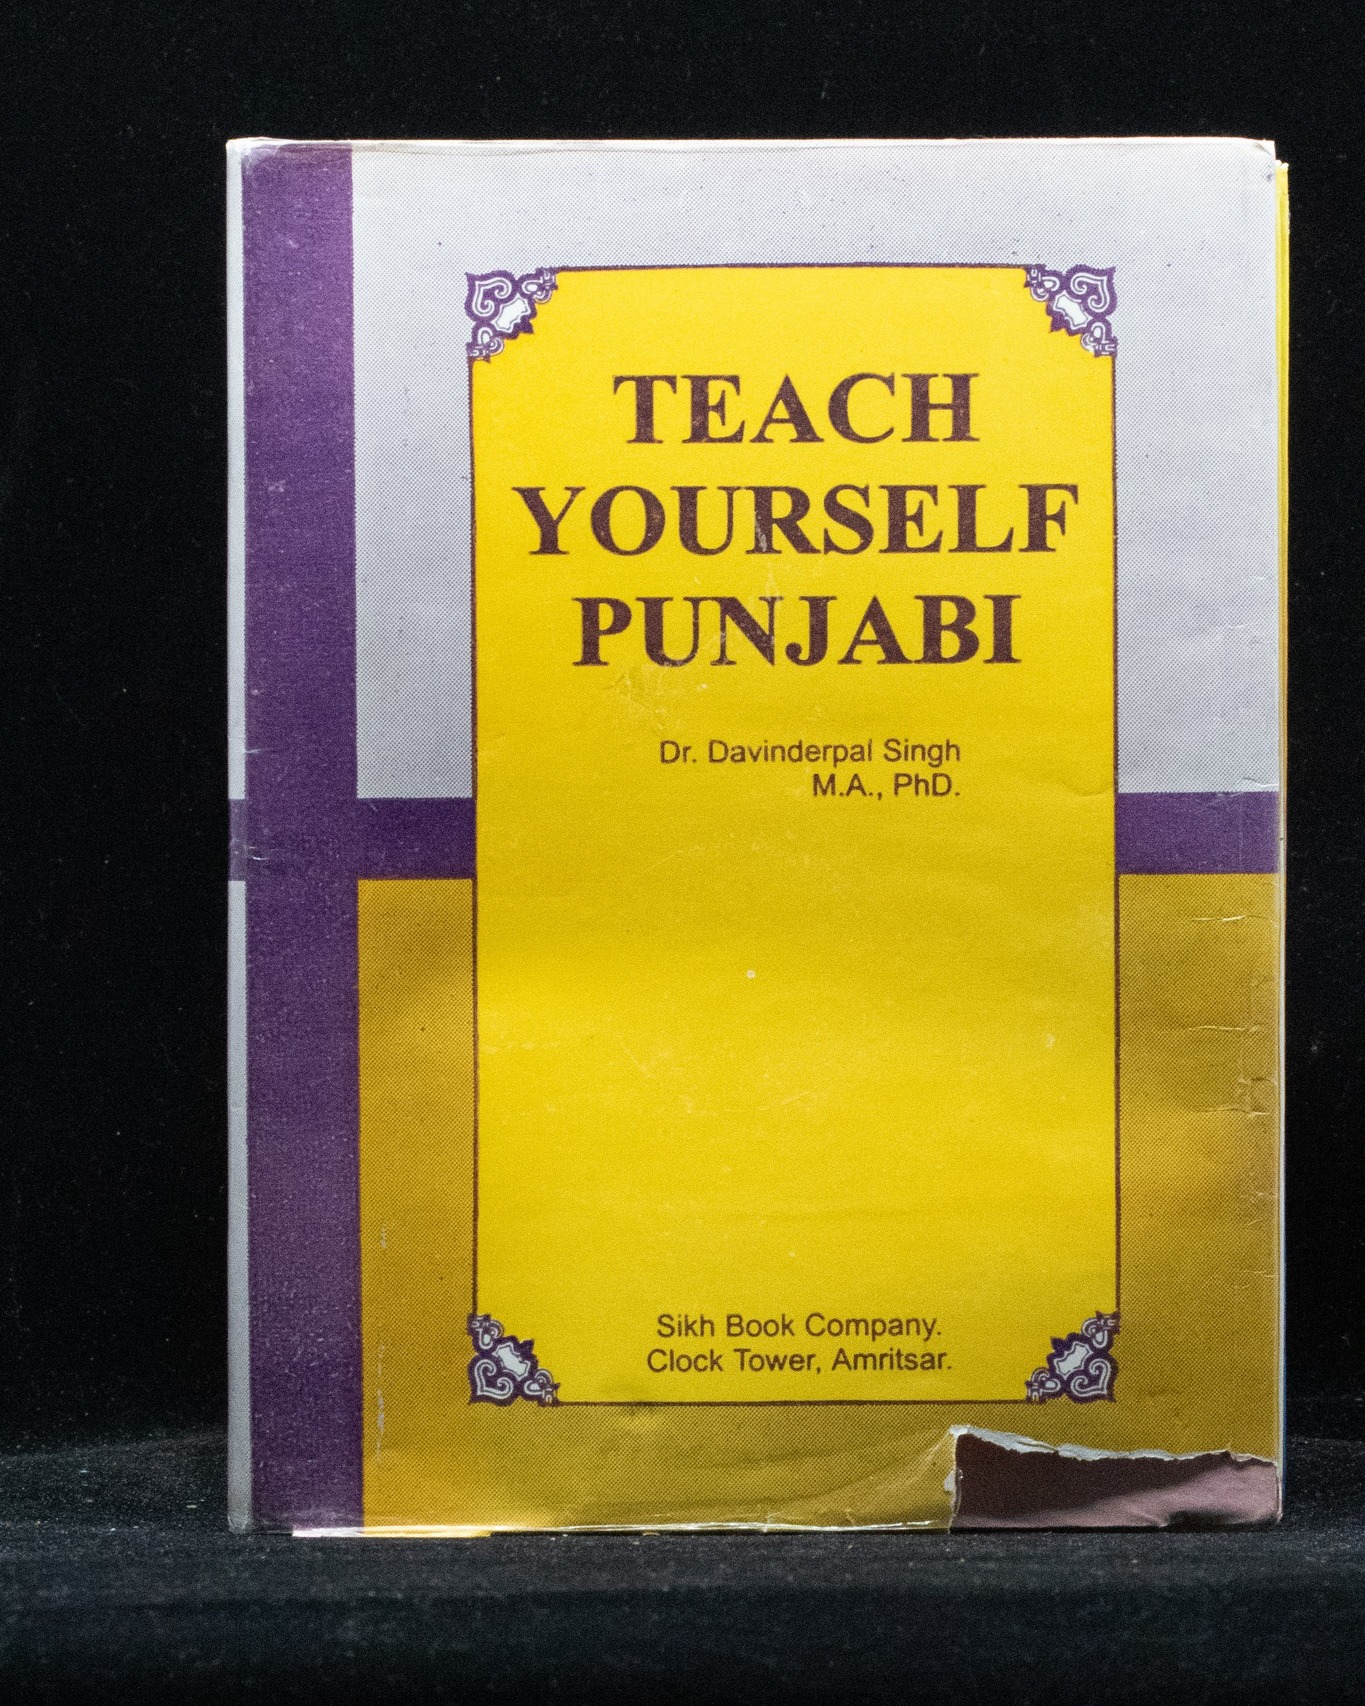 TEACH
YOURSELF
PUNJABI
Dr. Davinderpal Singh
M.A., PhD.
Sikh Book Company.
Clock Tower, Amritsar.